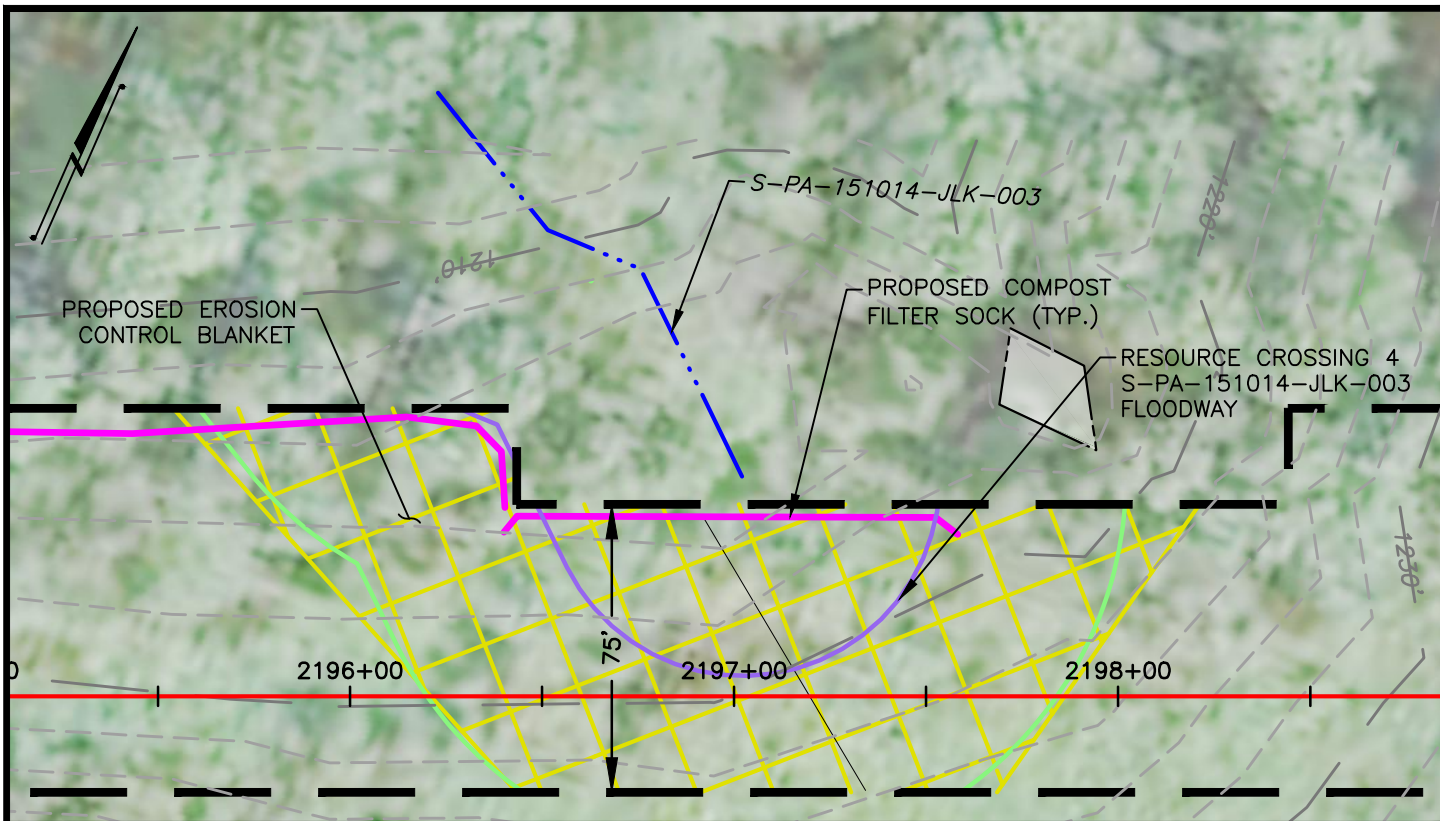 N
S-PA-151014-JLK-003
1220'
1210'
PROPOSED EROSION
CONTROL BLANKET
PROPOSED COMPOST
FILTER SOCK (TYP.)
RESOURCE CROSSING 4
S-PA-151014-JLK-003
FLOODWAY
1230'
75'
0
2196+00
2197+00
2198+00